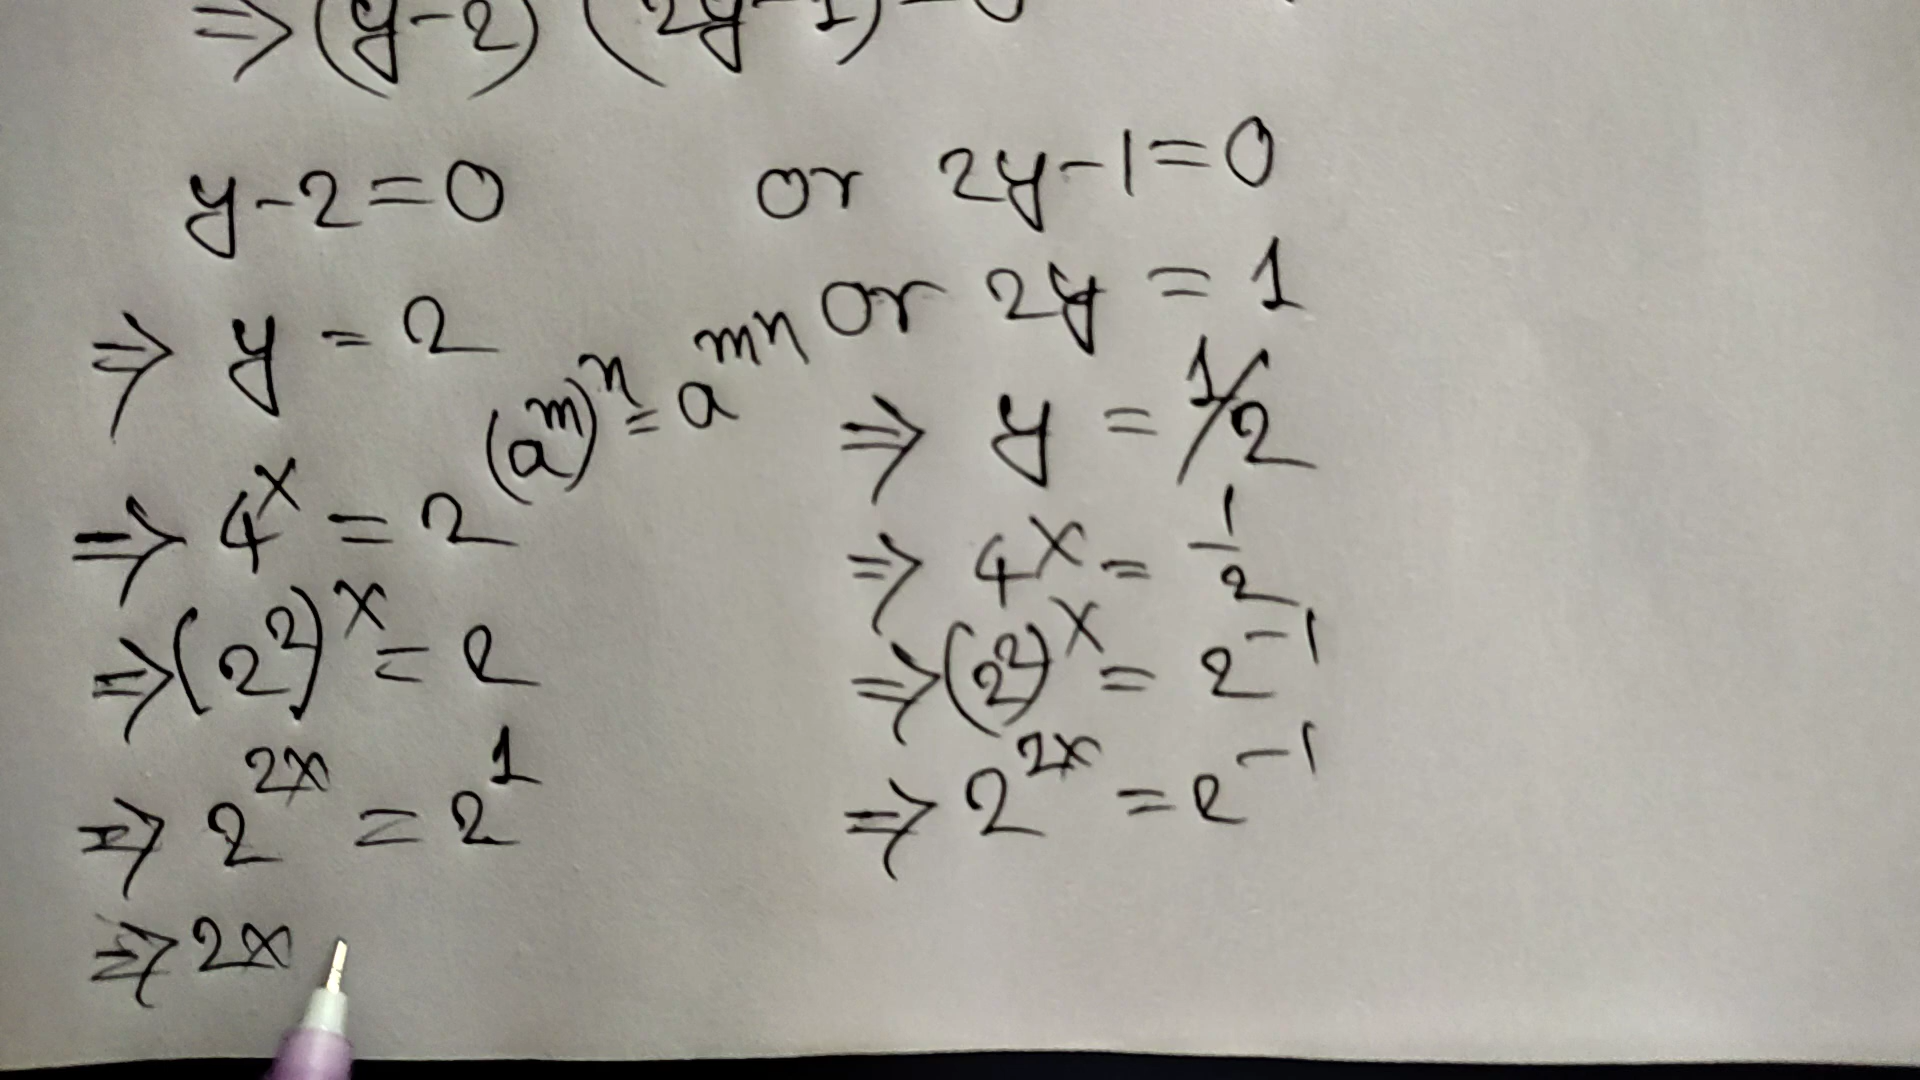 ⇒ (y-2) (2y-1) = 0
y-2=0 or 2y-1=0
⇒ y = 2 or 2y = 1
(a^m)^n = a^mn
⇒ y = 1/2
⇒ 4^x = 2 ⇒ 4^x = 1/2
⇒ (2^2)^x = 2 ⇒ (2^2)^x = 2^-1
⇒ 2^2x = 2^1 ⇒ 2^2x = 2^-1
⇒ 2x